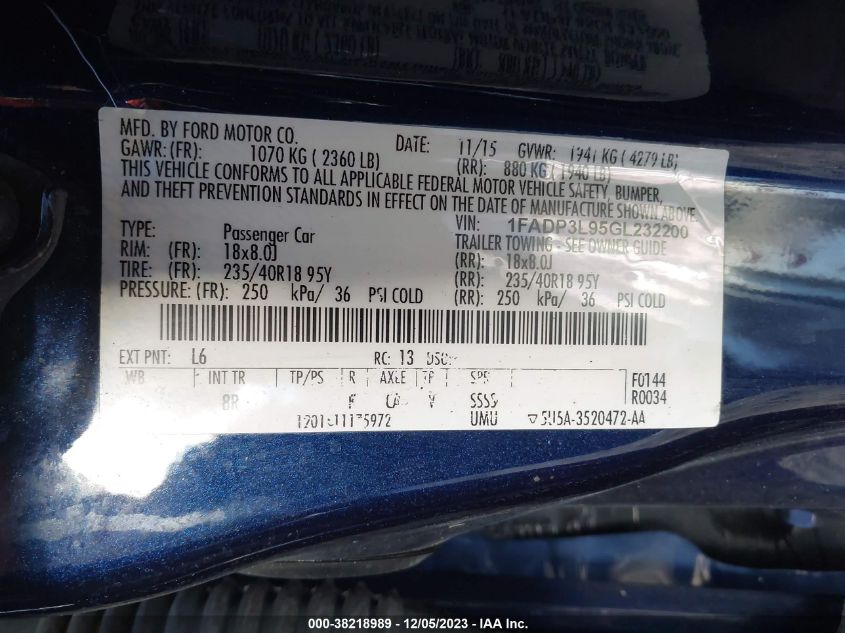 MFD. BY FORD MOTOR CO. DATE: 11/15 GVWR: 1941 KG (4279 LB)
GAWR: (FR): 1070 KG ( 2360 LB) (RR): 880 KG ( 1940 LB)
THIS VEHICLE CONFORMS TO ALL APPLICABLE FEDERAL MOTOR VEHICLE SAFETY, BUMPER,
AND THEFT PREVENTION STANDARDS IN EFFECT ON THE DATE OF MANUFACTURE SHOWN ABOVE
VIN: 1FADP3L95GL232200
TYPE: Passenger Car TRAILER TOWING - SEE OWNER GUIDE
RIM: (FR): 18x8.0J (RR): 18x8.0J
TIRE: (FR): 235/40R18 95Y (RR): 235/40R18 95Y
PRESSURE: (FR): 250 kPa/ 36 PSI COLD (RR): 250 kPa/ 36 PSI COLD
EXT PNT: L6 RC: 13 DSO:
WB INT TR TP/PS R AXLE TP SPR F0144
R0034
8R F V SSSS
UMU 5U5A-3520472-AA
000-38218989 - 12/05/2023 - IAA Inc.